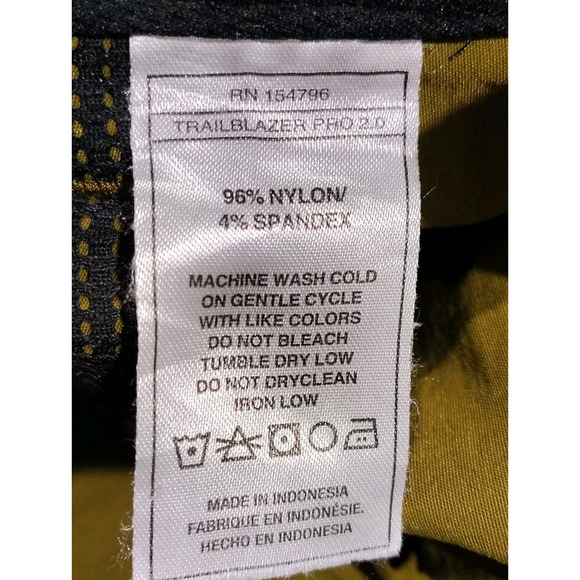 RN 154796
TRAILBLAZER PRO 2.0
96% NYLON/
4% SPANDEX
MACHINE WASH COLD
ON GENTLE CYCLE
WITH LIKE COLORS
DO NOT BLEACH
TUMBLE DRY LOW
DO NOT DRYCLEAN
IRON LOW
MADE IN INDONESIA
FABRIQUE EN INDONÉSIE.
HECHO EN INDONESIA